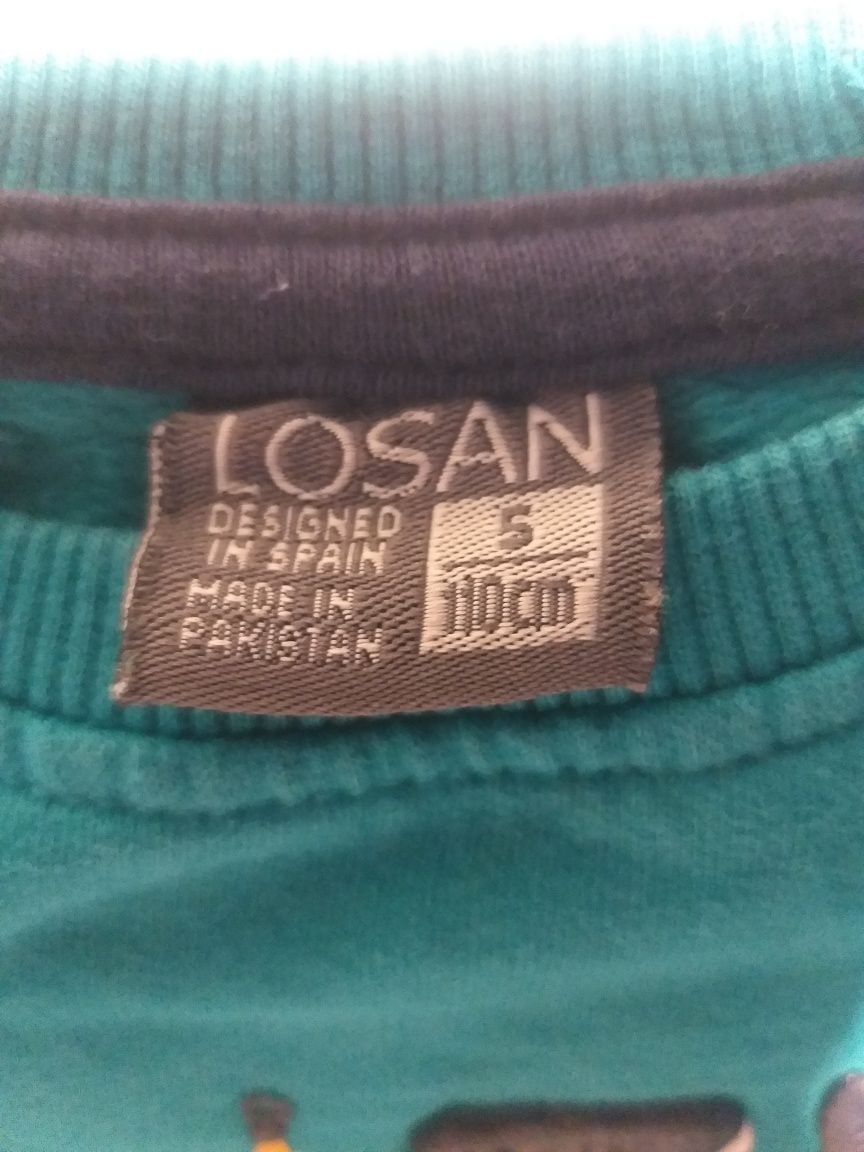 LOSAN
DESIGNED
IN SPAIN
MADE IN
PAKISTAN
5
110cm